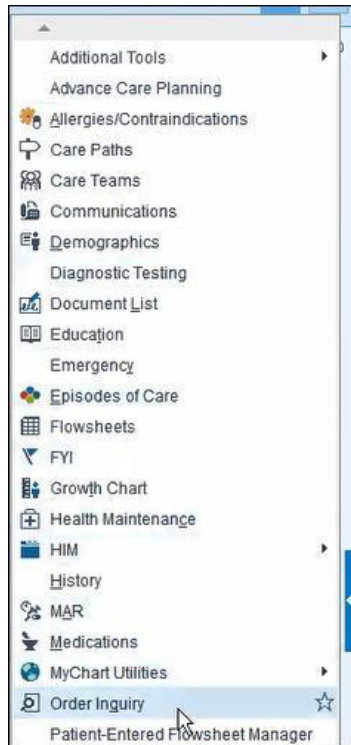 Additional Tools
Advance Care Planning
Allergies/Contraindications
Care Paths
Care Teams
Communications
Demographics
Diagnostic Testing
Document List
Education
Emergency
Episodes of Care
Flowsheets
FYI
Growth Chart
Health Maintenance
HIM
History
MAR
Medications
MyChart Utilities
Order Inquiry
Patient-Entered Flowsheet Manager